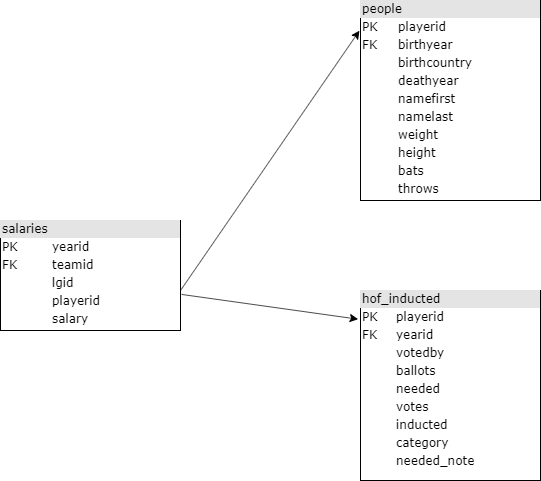 people
PK playerid
FK birthyear
birthcountry
deathyear
namefirst
namelast
weight
height
bats
throws
salaries
PK yearid
FK teamid
lgid
playerid
salary
hof_inducted
PK playerid
FK yearid
votedby
ballots
needed
votes
inducted
category
needed_note